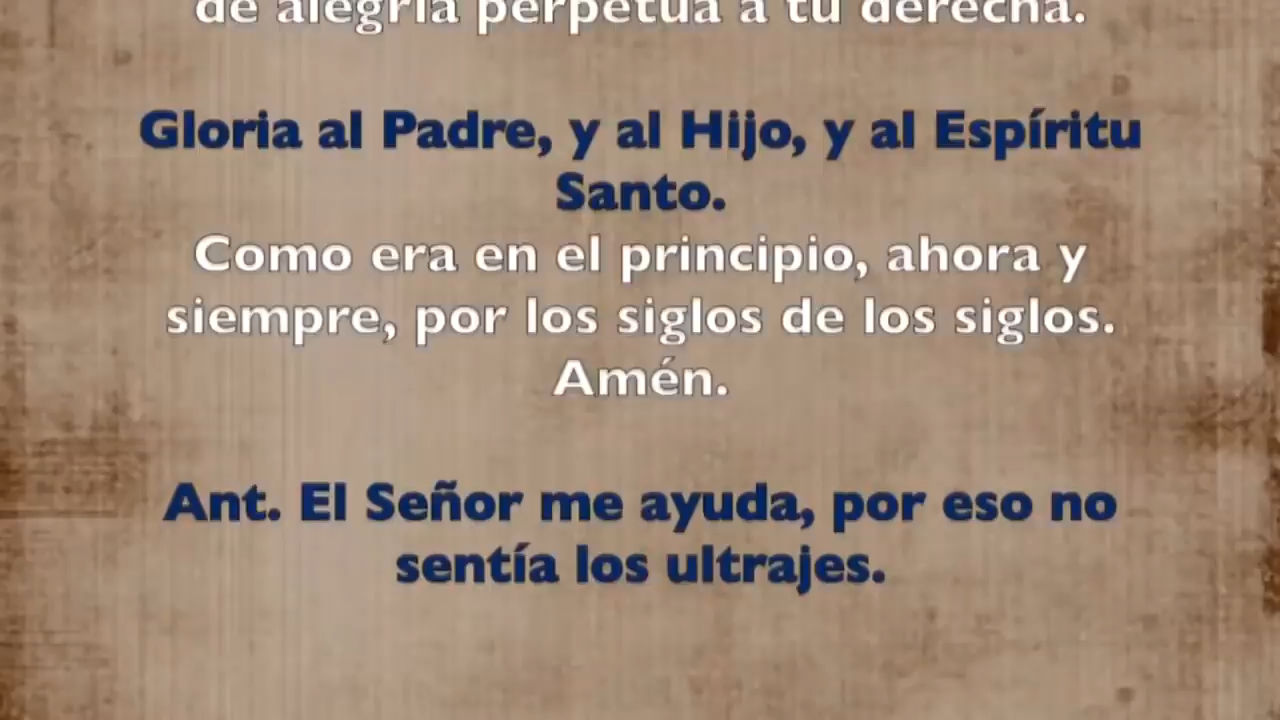 de alegría perpetua a tu derecha.
Gloria al Padre, y al Hijo, y al Espíritu
Santo.
Como era en el principio, ahora y
siempre, por los siglos de los siglos.
Amén.
Ant. El Señor me ayuda, por eso no
sentía los ultrajes.